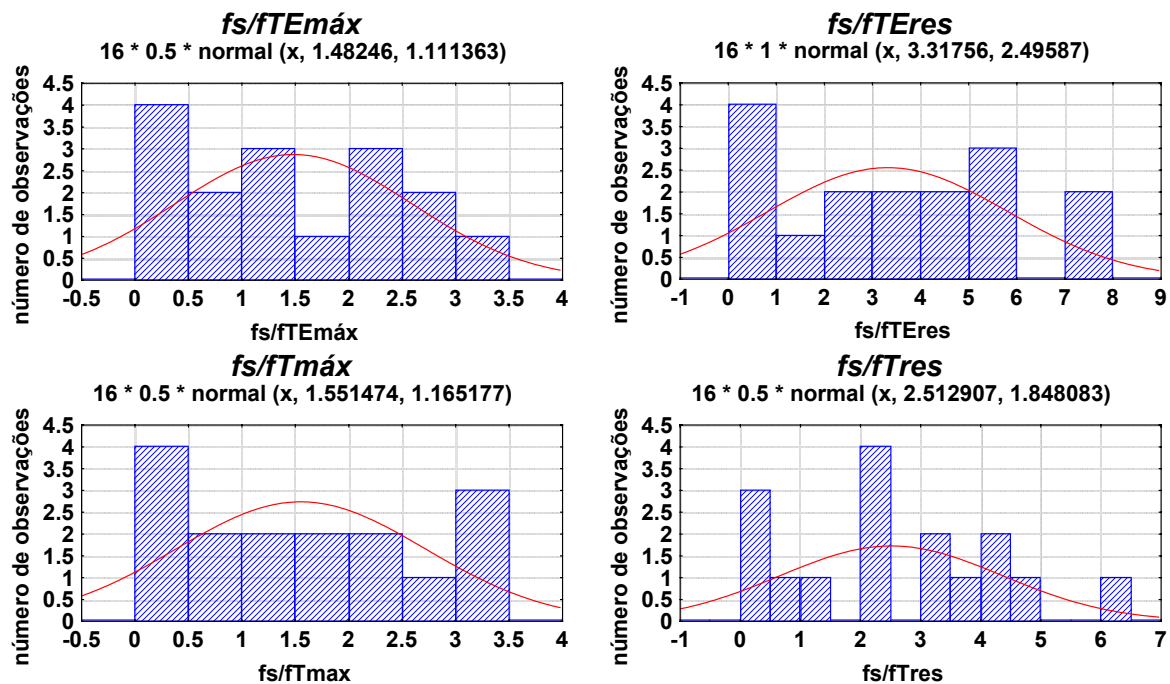 fs/fTEmáx
16 * 0.5 * normal (x, 1.48246, 1.111363)
número de observações
4.5
4
3.5
3
2.5
2
1.5
1
0.5
0
-0.5 0 0.5 1 1.5 2 2.5 3 3.5 4
fs/fTEmáx
fs/fTEres
16 * 1 * normal (x, 3.31756, 2.49587)
número de observações
4.5
4
3.5
3
2.5
2
1.5
1
0.5
0
-1 0 1 2 3 4 5 6 7 8 9
fs/fTEres
fs/fTmáx
16 * 0.5 * normal (x, 1.551474, 1.165177)
número de observações
4.5
4
3.5
3
2.5
2
1.5
1
0.5
0
-0.5 0 0.5 1 1.5 2 2.5 3 3.5 4
fs/fTmax
fs/fTres
16 * 0.5 * normal (x, 2.512907, 1.848083)
número de observações
4.5
4
3.5
3
2.5
2
1.5
1
0.5
0
-1 0 1 2 3 4 5 6 7
fs/fTres